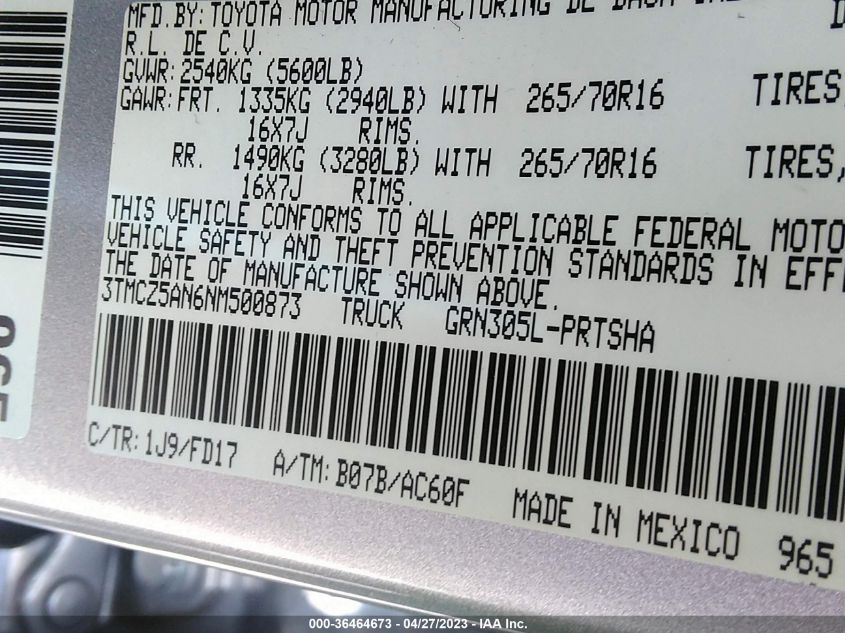 MFD. BY: TOYOTA MOTOR MANUFACTURING DE BAJA
R.L. DE C.V.
GVWR: 2540KG (5600LB)
GAWR: FRT. 1335KG (2940LB) WITH 265/70R16 TIRES,
16X7J RIMS.
RR. 1490KG (3280LB) WITH 265/70R16 TIRES,
16X7J RIMS.
THIS VEHICLE CONFORMS TO ALL APPLICABLE FEDERAL MOTO
VEHICLE SAFETY AND THEFT PREVENTION STANDARDS IN EFF
THE DATE OF MANUFACTURE SHOWN ABOVE.
3TMCZ5AN6NM500873 TRUCK GRN305L-PRTSHA
C/TR: 1J9/FD17 A/TM: B07B/AC60F MADE IN MEXICO 965
000-36464673 - 04/27/2023 - IAA Inc.